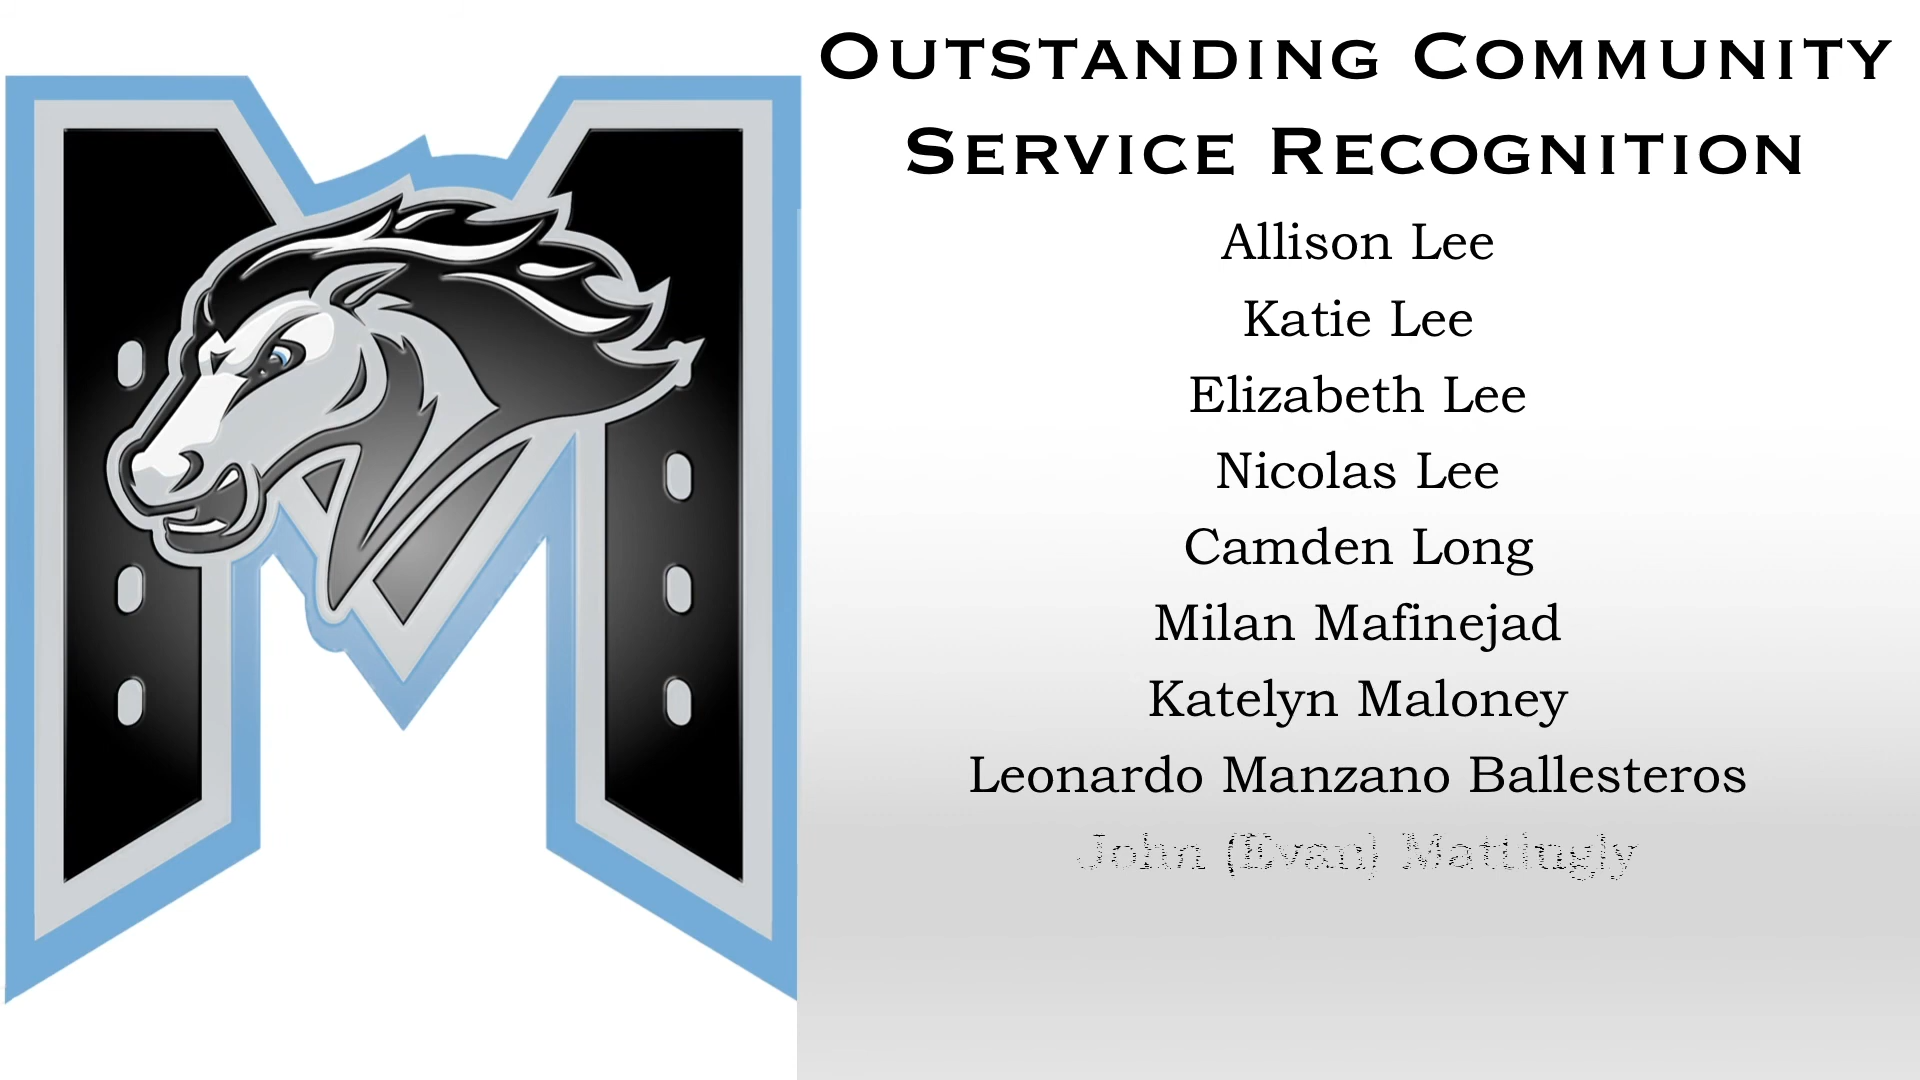 Outstanding Community
Service Recognition
Allison Lee
Katie Lee
Elizabeth Lee
Nicolas Lee
Camden Long
Milan Mafinejad
Katelyn Maloney
Leonardo Manzano Ballesteros
John (Evan) Mattingly